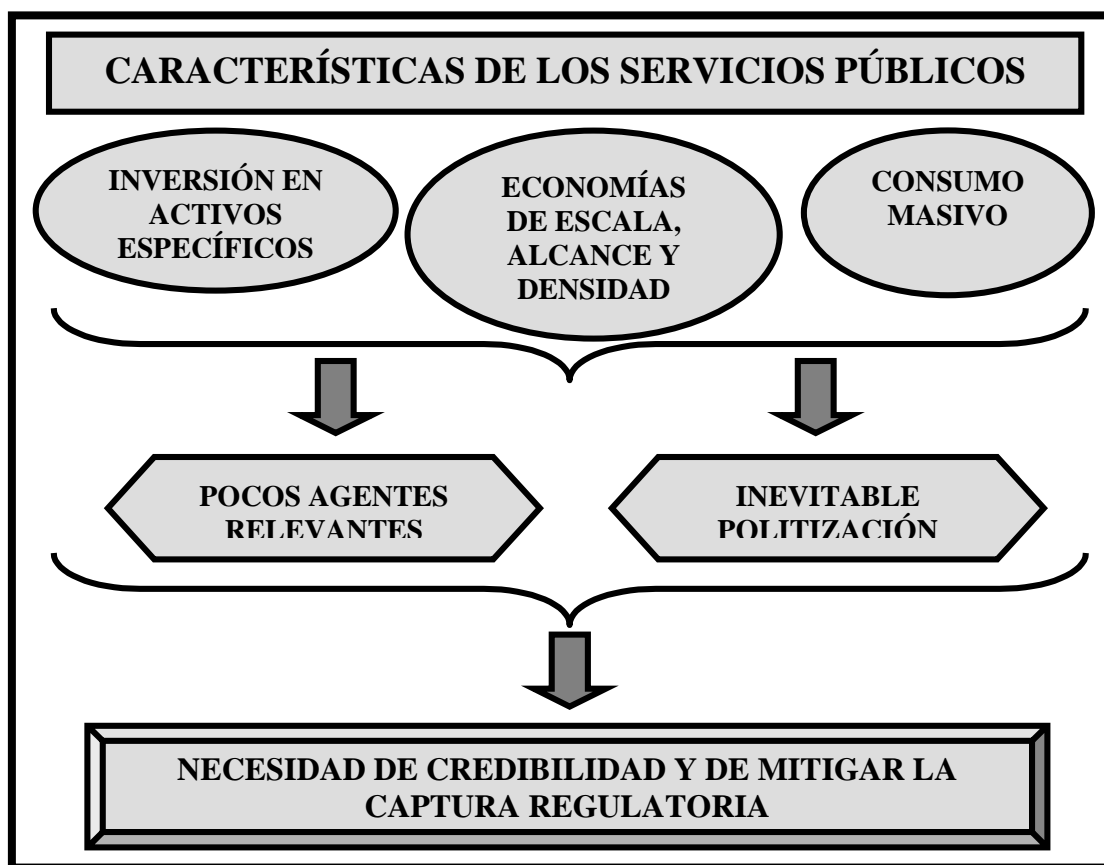 CARACTERÍSTICAS DE LOS SERVICIOS PÚBLICOS
INVERSIÓN EN
ACTIVOS
ESPECÍFICOS
ECONOMÍAS
DE ESCALA,
ALCANCE Y
DENSIDAD
CONSUMO
MASIVO
POCOS AGENTES
RELEVANTES
INEVITABLE
POLITIZACIÓN
NECESIDAD DE CREDIBILIDAD Y DE MITIGAR LA
CAPTURA REGULATORIA